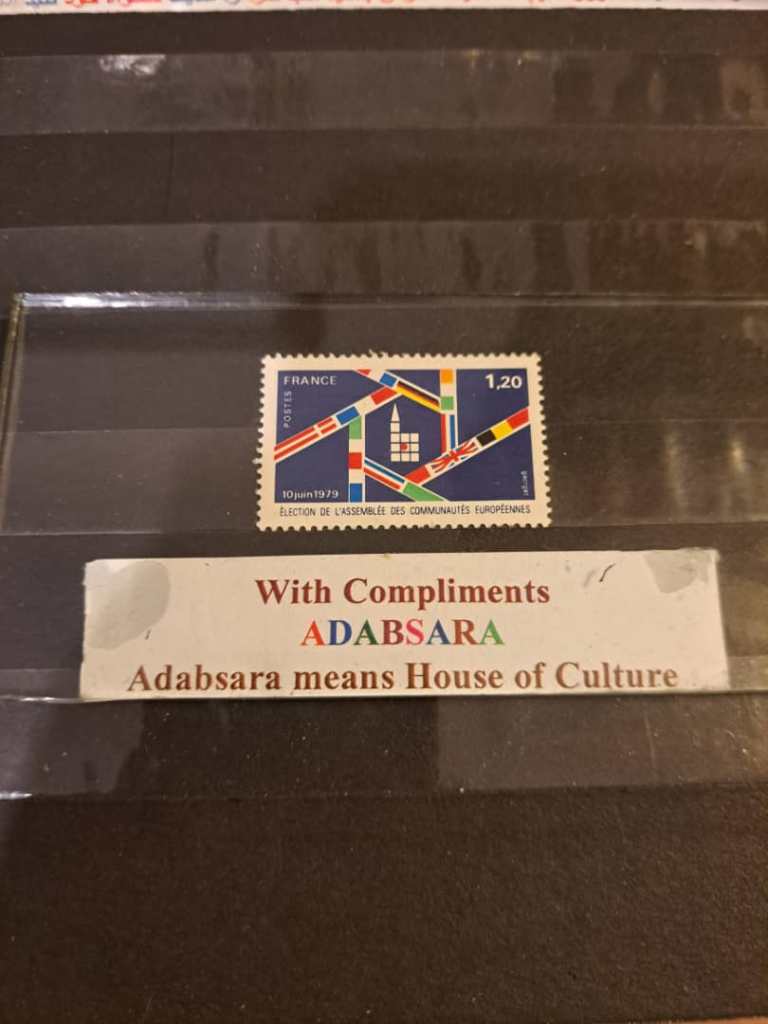 FRANCE
1,20
POSTES
10 juin 1979
ÉLECTION DE L'ASSEMBLÉE DES COMMUNAUTÉS EUROPÉENNES
With Compliments
ADABSARA
Adabsara means House of Culture